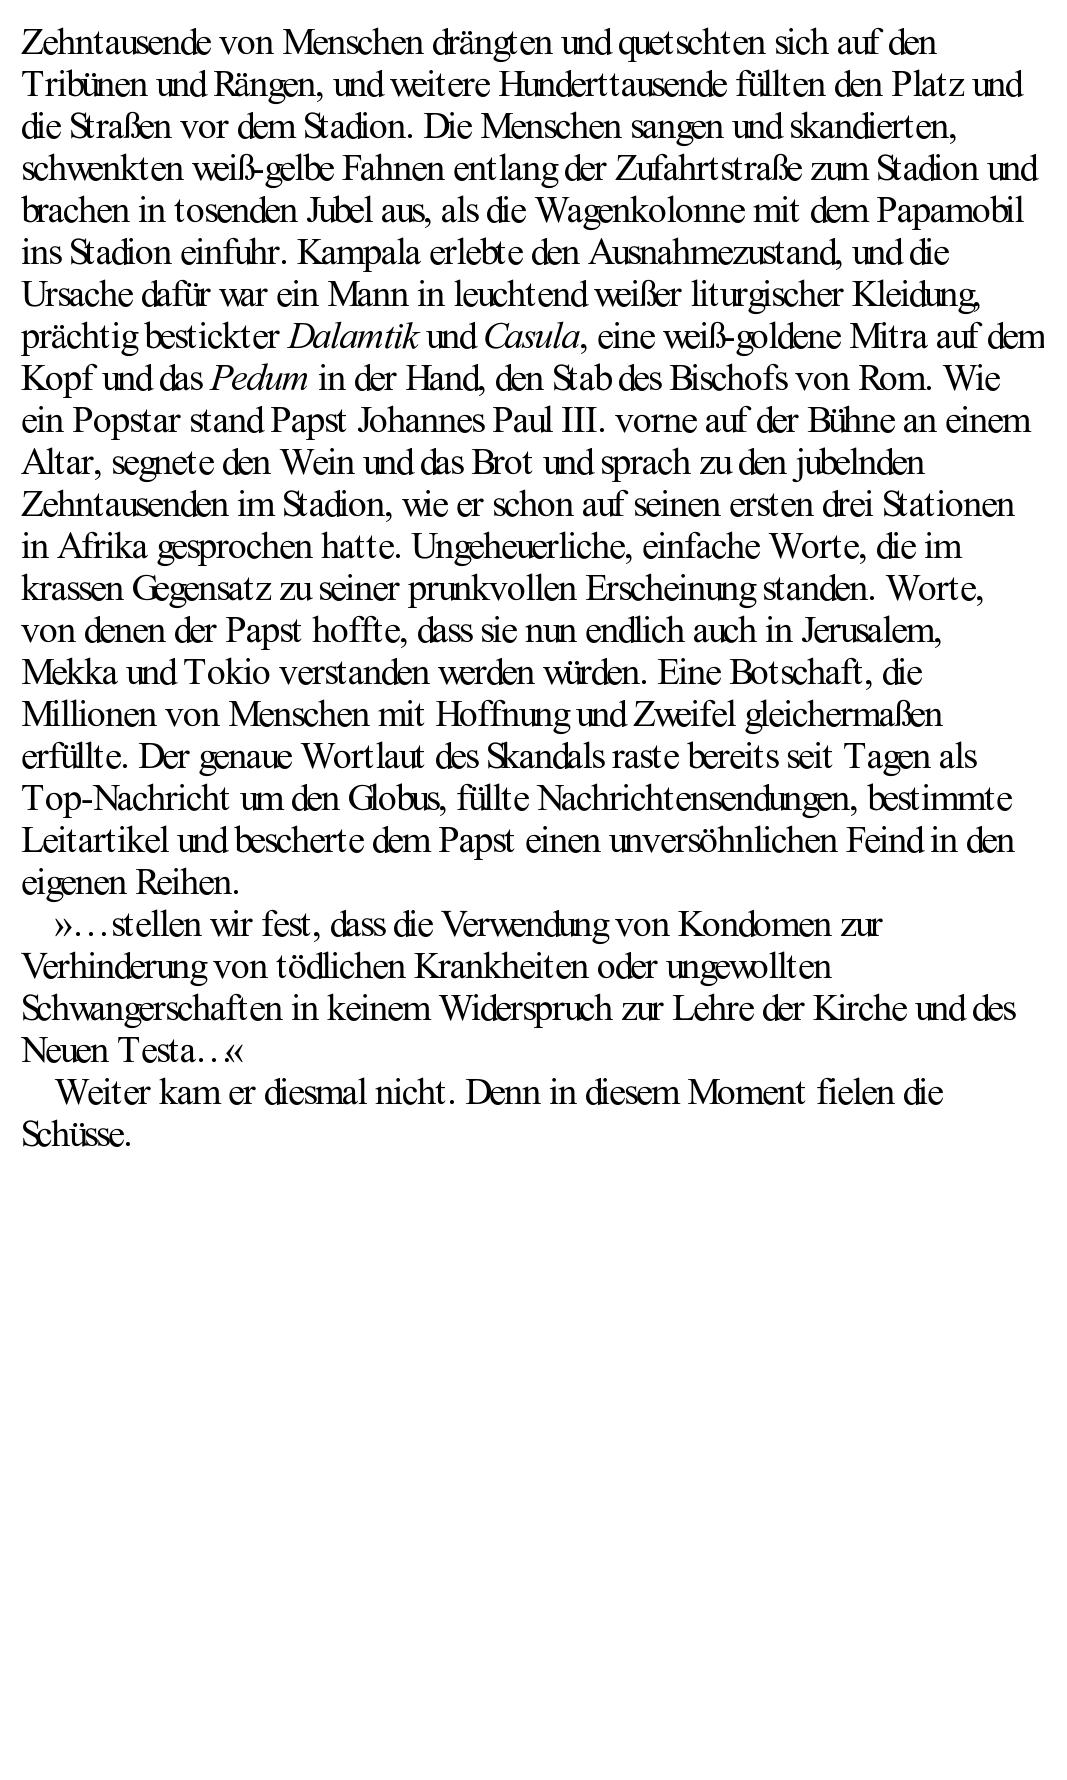 Zehntausende von Menschen drängten und quetschten sich auf den
Tribünen und Rängen, und weitere Hunderttausende füllten den Platz und
die Straßen vor dem Stadion. Die Menschen sangen und skandierten,
schwenkten weiß-gelbe Fahnen entlang der Zufahrtstraße zum Stadion und
brachen in tosenden Jubel aus, als die Wagenkolonne mit dem Papamobil
ins Stadion einfuhr. Kampala erlebte den Ausnahmezustand, und die
Ursache dafür war ein Mann in leuchtend weißer liturgischer Kleidung,
prächtig bestickter Dalamtik und Casula, eine weiß-goldene Mitra auf dem
Kopf und das Pedum in der Hand, den Stab des Bischofs von Rom. Wie
ein Popstar stand Papst Johannes Paul III. vorne auf der Bühne an einem
Altar, segnete den Wein und das Brot und sprach zu den jubelnden
Zehntausenden im Stadion, wie er schon auf seinen ersten drei Stationen
in Afrika gesprochen hatte. Ungeheuerliche, einfache Worte, die im
krassen Gegensatz zu seiner prunkvollen Erscheinung standen. Worte,
von denen der Papst hoffte, dass sie nun endlich auch in Jerusalem,
Mekka und Tokio verstanden werden würden. Eine Botschaft, die
Millionen von Menschen mit Hoffnung und Zweifel gleichermaßen
erfüllte. Der genaue Wortlaut des Skandals raste bereits seit Tagen als
Top-Nachricht um den Globus, füllte Nachrichtensendungen, bestimmte
Leitartikel und bescherte dem Papst einen unversöhnlichen Feind in den
eigenen Reihen.
»…stellen wir fest, dass die Verwendung von Kondomen zur
Verhinderung von tödlichen Krankheiten oder ungewollten
Schwangerschaften in keinem Widerspruch zur Lehre der Kirche und des
Neuen Testa…«
Weiter kam er diesmal nicht. Denn in diesem Moment fielen die
Schüsse.